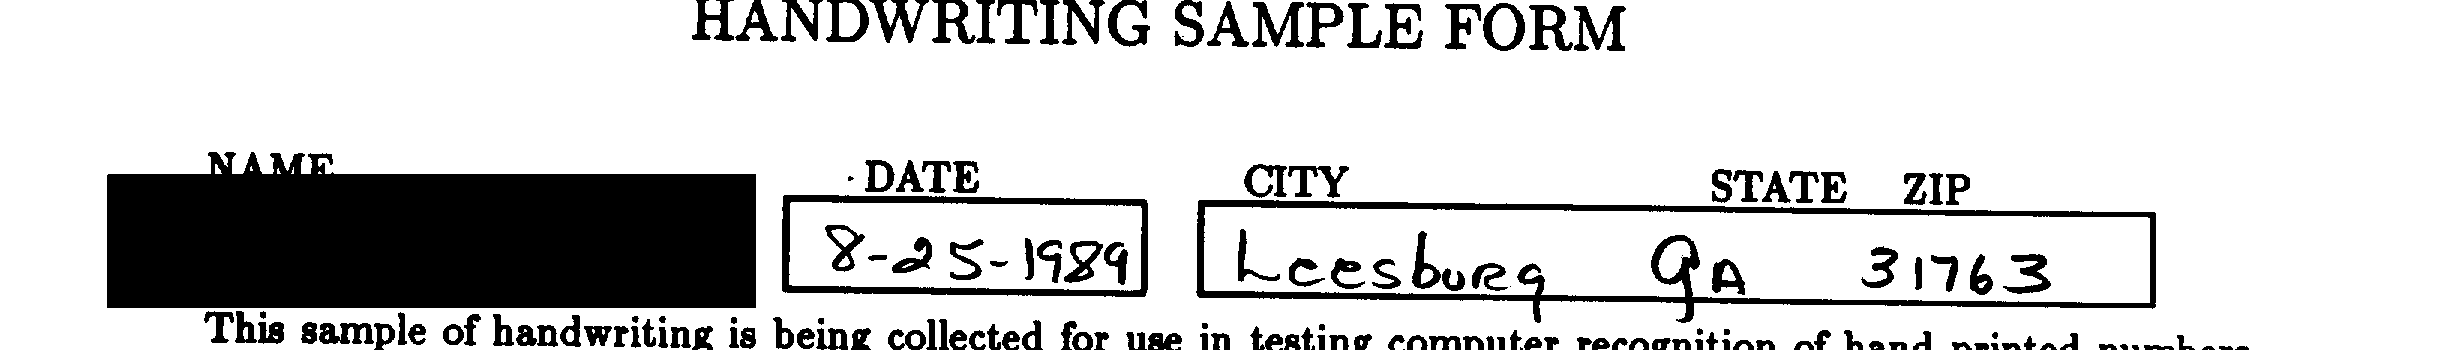 HANDWRITING SAMPLE FORM
NAME DATE CITY STATE ZIP
8-25-1989 Leesburg GA 31763
This sample of handwriting is being collected for use in testing computer recognition of hand printed numbers